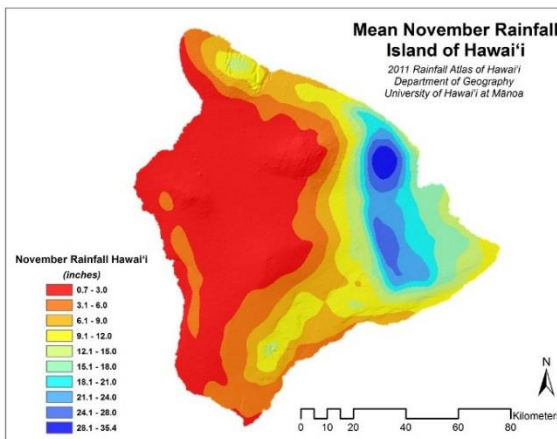 Mean November Rainfall
Island of Hawai‘i
2011 Rainfall Atlas of Hawai‘i
Department of Geography
University of Hawai‘i at Mānoa
November Rainfall Hawai‘i
(inches)
0.7 - 3.0
3.1 - 6.0
6.1 - 9.0
9.1 - 12.0
12.1 - 15.0
15.1 - 18.0
18.1 - 21.0
21.1 - 24.0
24.1 - 28.0
28.1 - 35.4
N
0 10 20 40 60 80
Kilometers